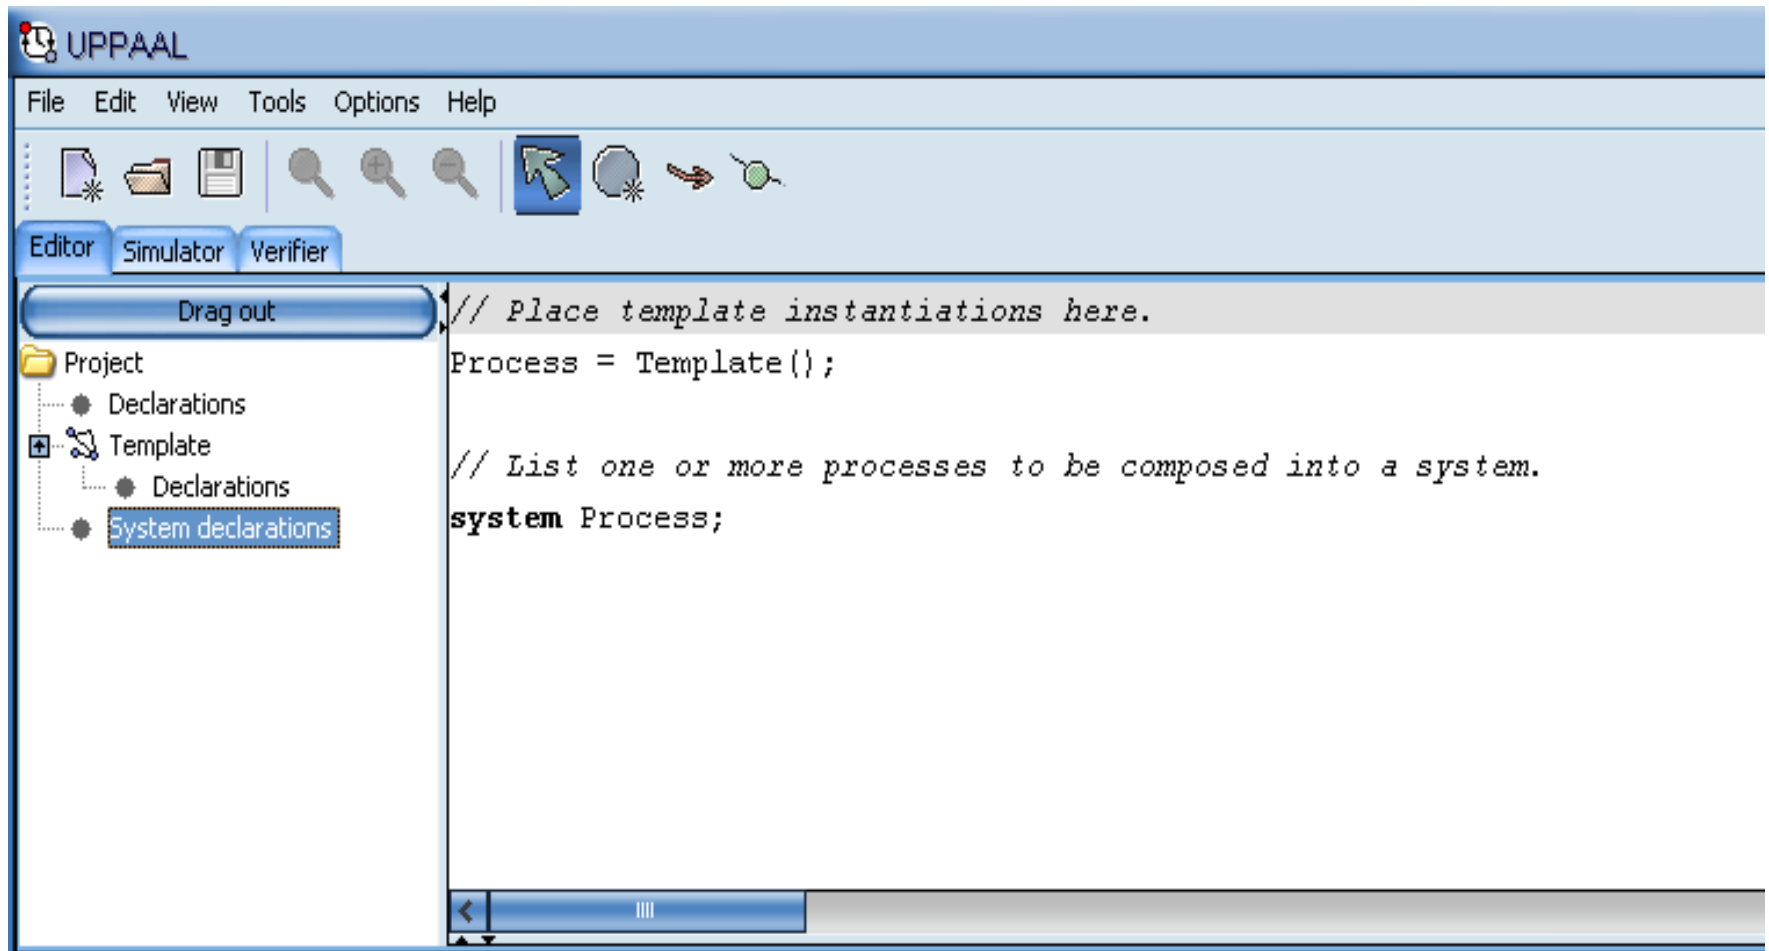 UPPAAL
File Edit View Tools Options Help
Editor Simulator Verifier
Drag out
Project
Declarations
Template
Declarations
System declarations
// Place template instantiations here.
Process = Template();
// List one or more processes to be composed into a system.
system Process;